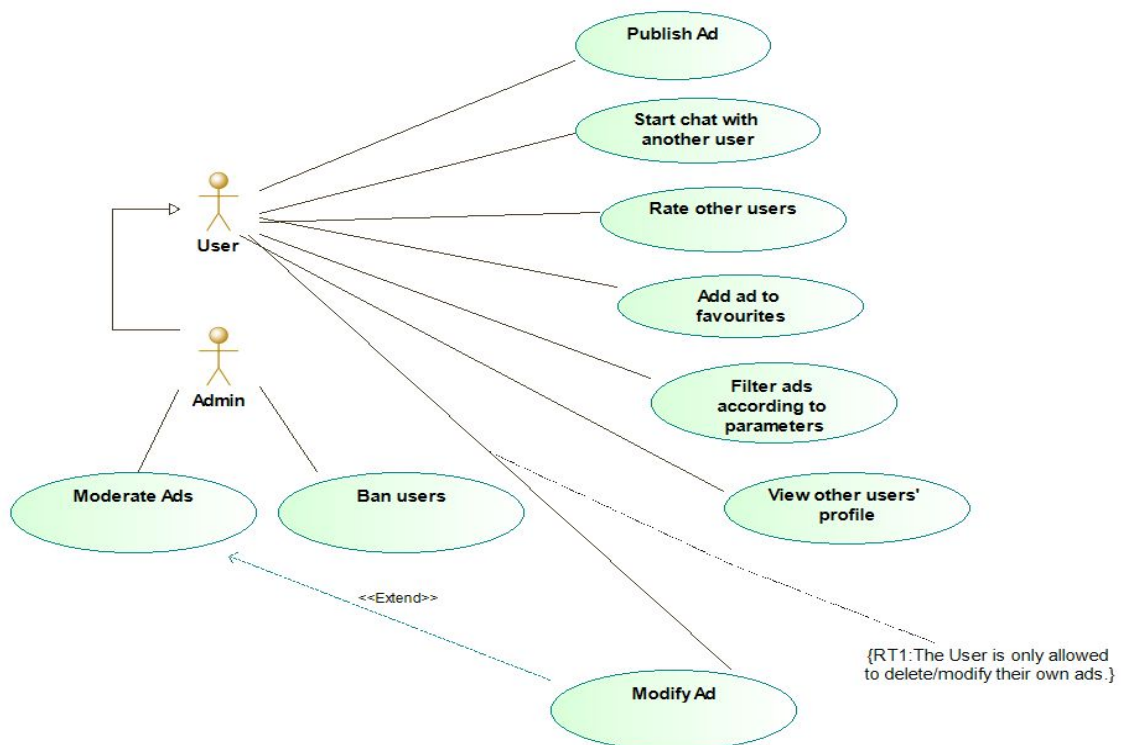 Publish Ad
Start chat with
another user
Rate other users
User
Add ad to
favourites
Filter ads
according to
parameters
Admin
Moderate Ads
Ban users
View other users'
profile
<<Extend>>
{RT1:The User is only allowed
to delete/modify their own ads.}
Modify Ad